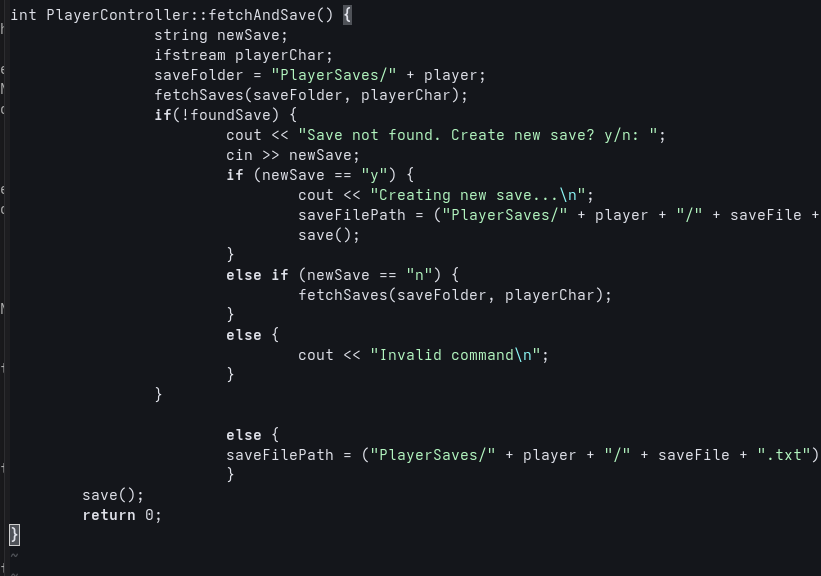 int PlayerController::fetchAndSave() {
string newSave;
ifstream playerChar;
saveFolder = "PlayerSaves/" + player;
fetchSaves(saveFolder, playerChar);
if(!foundSave) {
cout << "Save not found. Create new save? y/n: ";
cin >> newSave;
if (newSave == "y") {
cout << "Creating new save...\n";
saveFilePath = ("PlayerSaves/" + player + "/" + saveFile +
save();
}
else if (newSave == "n") {
fetchSaves(saveFolder, playerChar);
}
else {
cout << "Invalid command\n";
}
}
else {
saveFilePath = ("PlayerSaves/" + player + "/" + saveFile + ".txt")
}
save();
return 0;
}
~
~